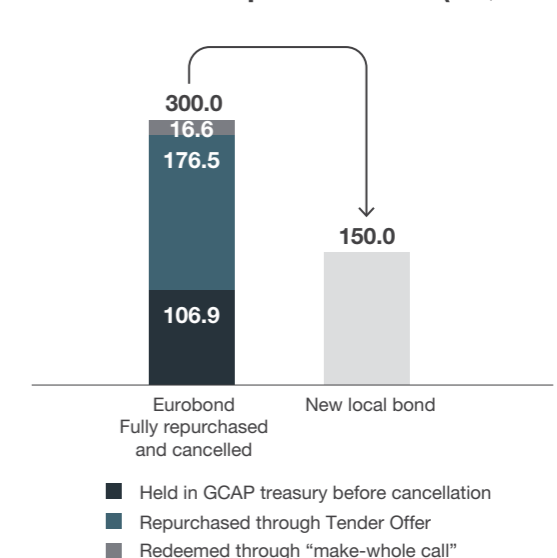 300.0
16.6
176.5
150.0
106.9
Eurobond
Fully repurchased
and cancelled
New local bond
Held in GCAP treasury before cancellation
Repurchased through Tender Offer
Redeemed through “make-whole call”